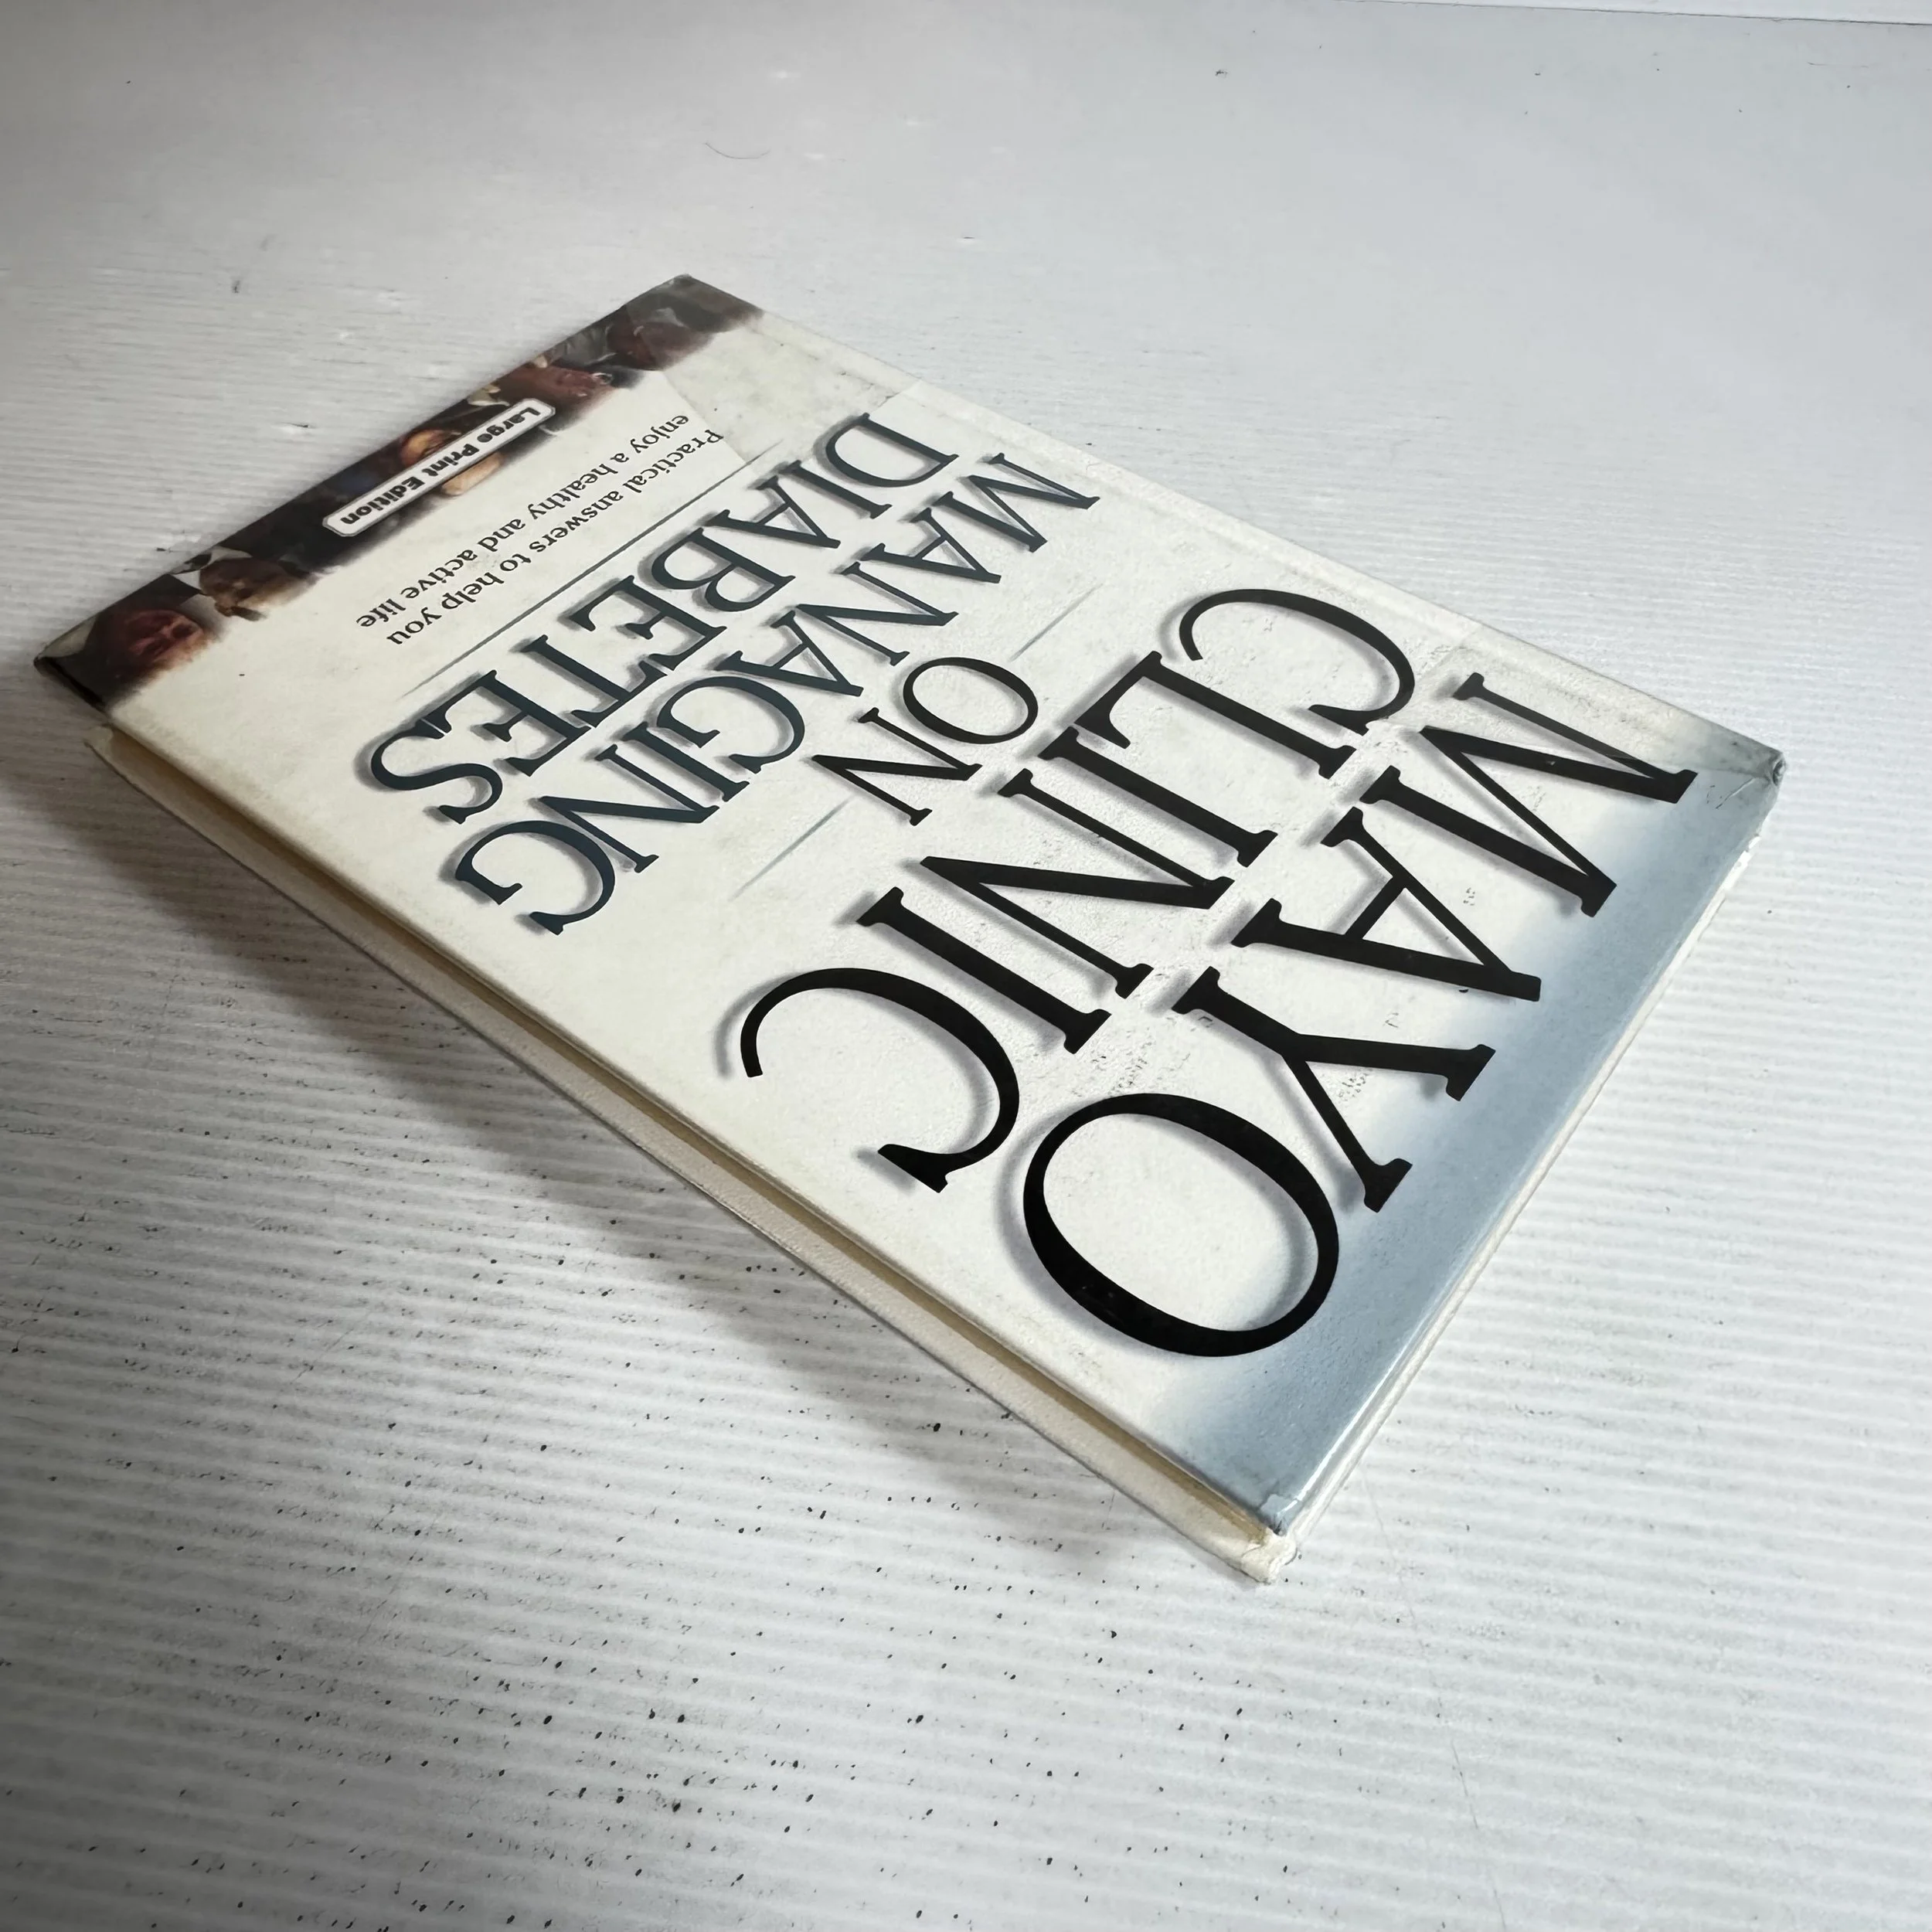 MAYO
CLINIC
ON
MANAGING
DIABETES
Practical answers to help you
enjoy a healthy and active life
Large Print Edition